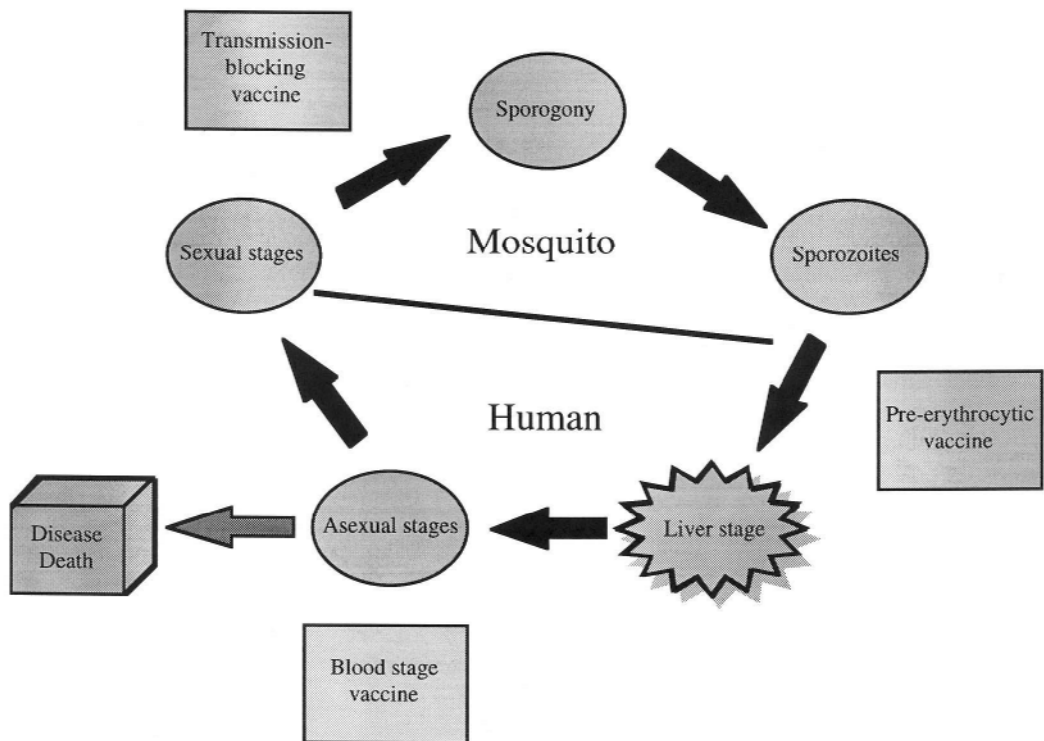 Transmission-
blocking
vaccine
Sporogony
Sexual stages
Mosquito
Sporozoites
Human
Pre-erythrocytic
vaccine
Disease
Death
Asexual stages
Liver stage
Blood stage
vaccine